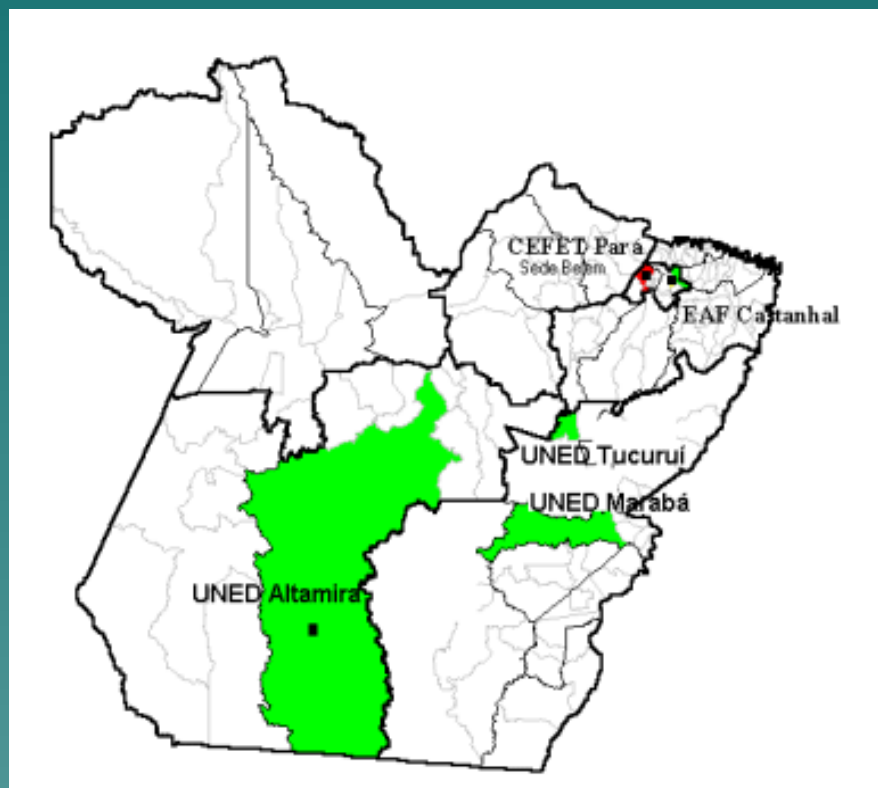 CEFET Pará
Sede Belém
EAF Castanhal
UNED Tucuruí
UNED Marabá
UNED Altamira